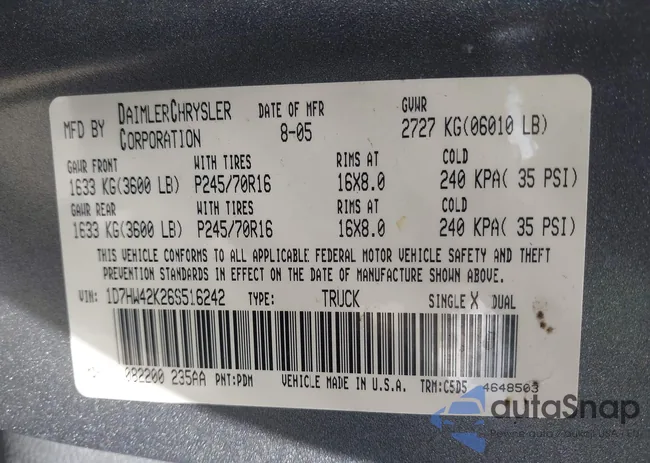 MFD BY DAIMLERCHRYSLER CORPORATION DATE OF MFR 8-05 GVWR 2727 KG(06010 LB)
GAWR FRONT WITH TIRES RIMS AT COLD
1633 KG(3600 LB) P245/70R16 16X8.0 240 KPA( 35 PSI)
GAWR REAR WITH TIRES RIMS AT COLD
1633 KG(3600 LB) P245/70R16 16X8.0 240 KPA( 35 PSI)
THIS VEHICLE CONFORMS TO ALL APPLICABLE FEDERAL MOTOR VEHICLE SAFETY AND THEFT
PREVENTION STANDARDS IN EFFECT ON THE DATE OF MANUFACTURE SHOWN ABOVE.
VIN: 1D7HW42K26S516242 TYPE: TRUCK SINGLE X DUAL
082200 235AA PNT:PDM VEHICLE MADE IN U.S.A. TRM:C5D5 4648503
autaSnap